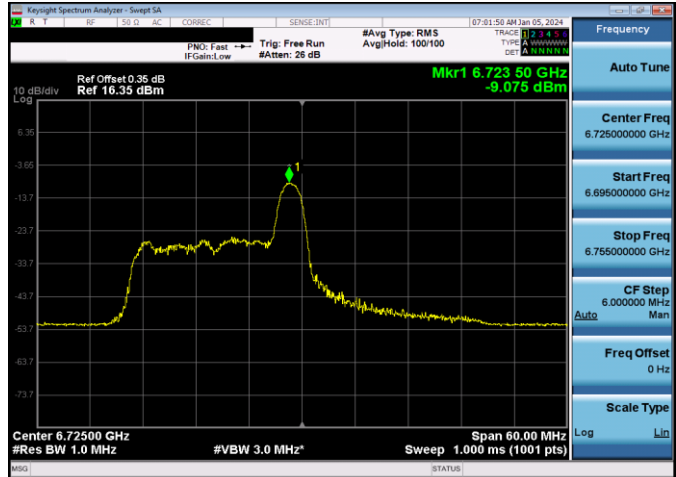 Keysight Spectrum Analyzer - Swept SA
R T RF 50 Ω AC CORREC SENSE:INT 07:01:50 AM Jan 05, 2024
#Avg Type: RMS TRACE 1 2 3 4 5 6
PNO: Fast Trig: Free Run Avg|Hold: 100/100 TYPE A WWWWW
IFGain:Low #Atten: 26 dB DET A N N N N N
Mkr1 6.723 50 GHz
Ref Offset 0.35 dB -9.075 dBm
10 dB/div Ref 16.35 dBm
Log
6.35
-3.65
1
-13.7
-23.7
-33.7
-43.7
-53.7
-63.7
-73.7
Center 6.72500 GHz Span 60.00 MHz
#Res BW 1.0 MHz #VBW 3.0 MHz* Sweep 1.000 ms (1001 pts)
MSG STATUS
Frequency
Auto Tune
Center Freq
6.725000000 GHz
Start Freq
6.695000000 GHz
Stop Freq
6.755000000 GHz
CF Step
6.000000 MHz
Auto Man
Freq Offset
0 Hz
Scale Type
Log Lin